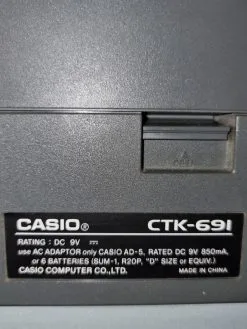 OPEN
CASIO® CTK-691
RATING : DC 9V ⎓
use AC ADAPTOR only CASIO AD-5, RATED DC 9V 850mA,
or 6 BATTERIES (SUM-1, R20P, "D" SIZE or EQUIV.)
CASIO COMPUTER CO.,LTD. MADE IN CHINA